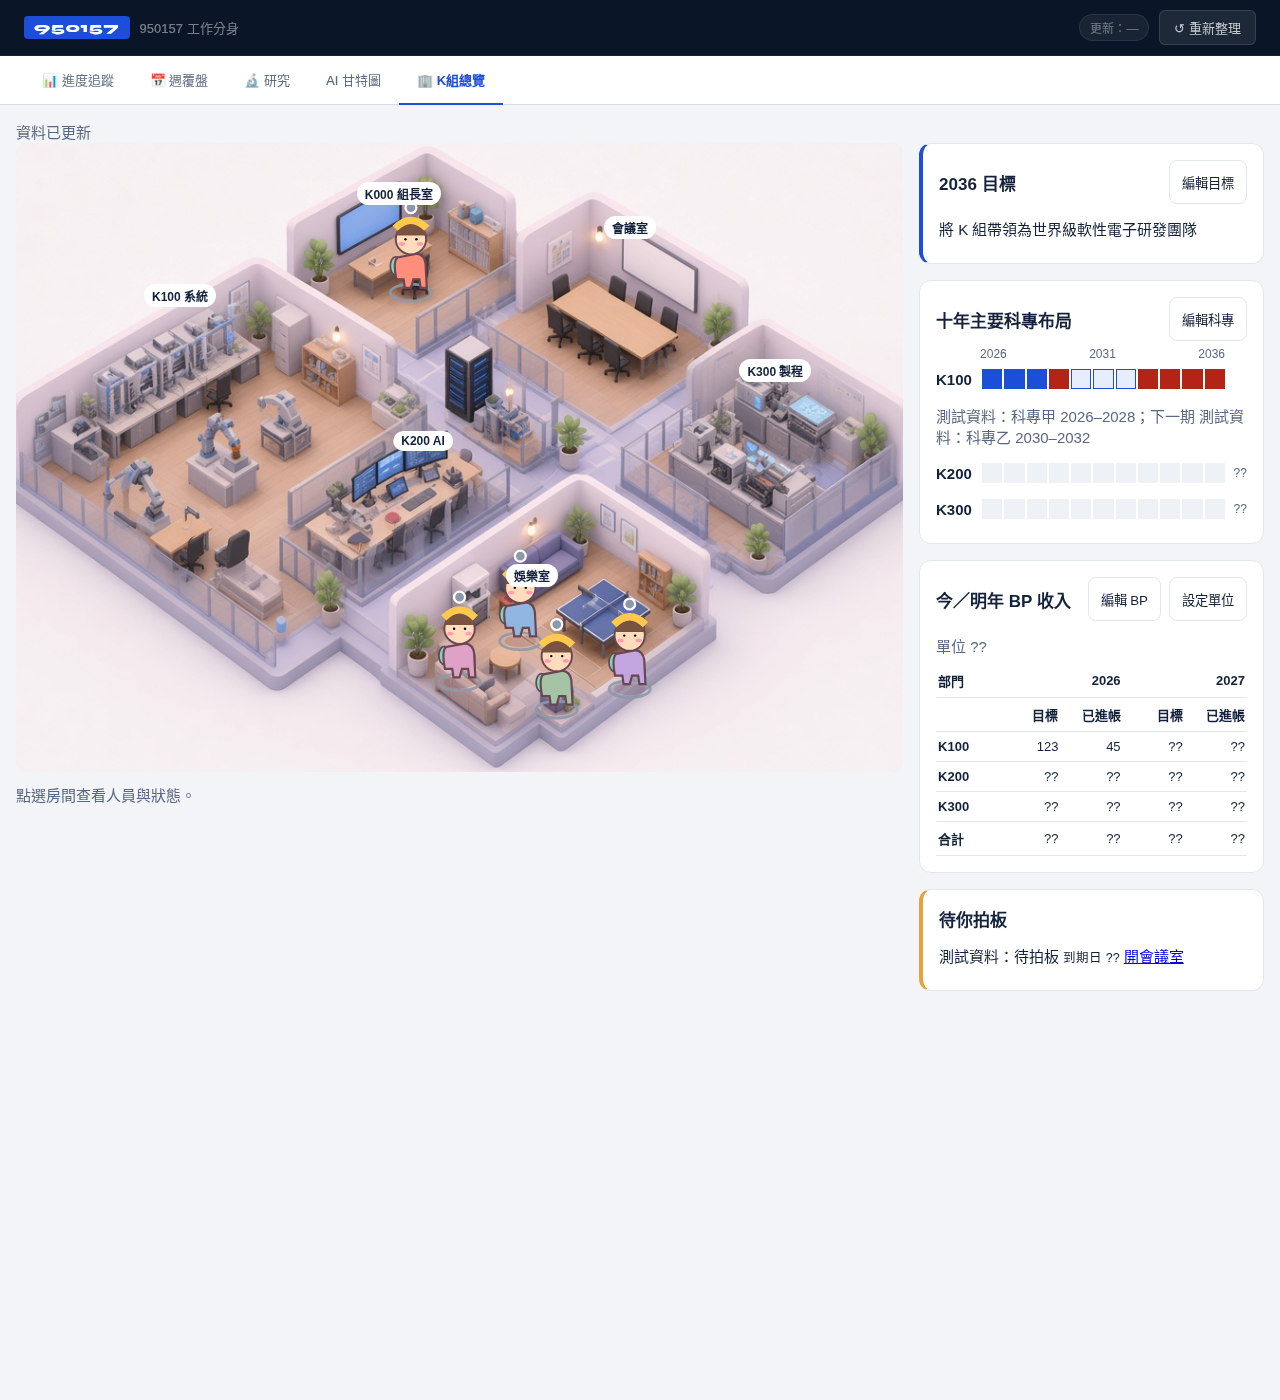 950157 950157 工作分身 更新：— ↺ 重新整理
📊 進度追蹤 📅 週覆盤 🔬 研究 AI 甘特圖 🏢 K組總覽
資料已更新
K000 組長室
會議室
K100 系統
K300 製程
K200 AI
娛樂室
點選房間查看人員與狀態。
2036 目標 編輯目標
將 K 組帶領為世界級軟性電子研發團隊
十年主要科專布局 編輯科專
2026 2031 2036
K100
測試資料：科專甲 2026–2028；下一期 測試資
料：科專乙 2030–2032
K200 ??
K300 ??
今／明年 BP 收入 編輯 BP 設定單位
單位 ??
部門 2026 2027
目標 已進帳 目標 已進帳
K100 123 45 ?? ??
K200 ?? ?? ?? ??
K300 ?? ?? ?? ??
合計 ?? ?? ?? ??
待你拍板
測試資料：待拍板 到期日 ?? 開會議室